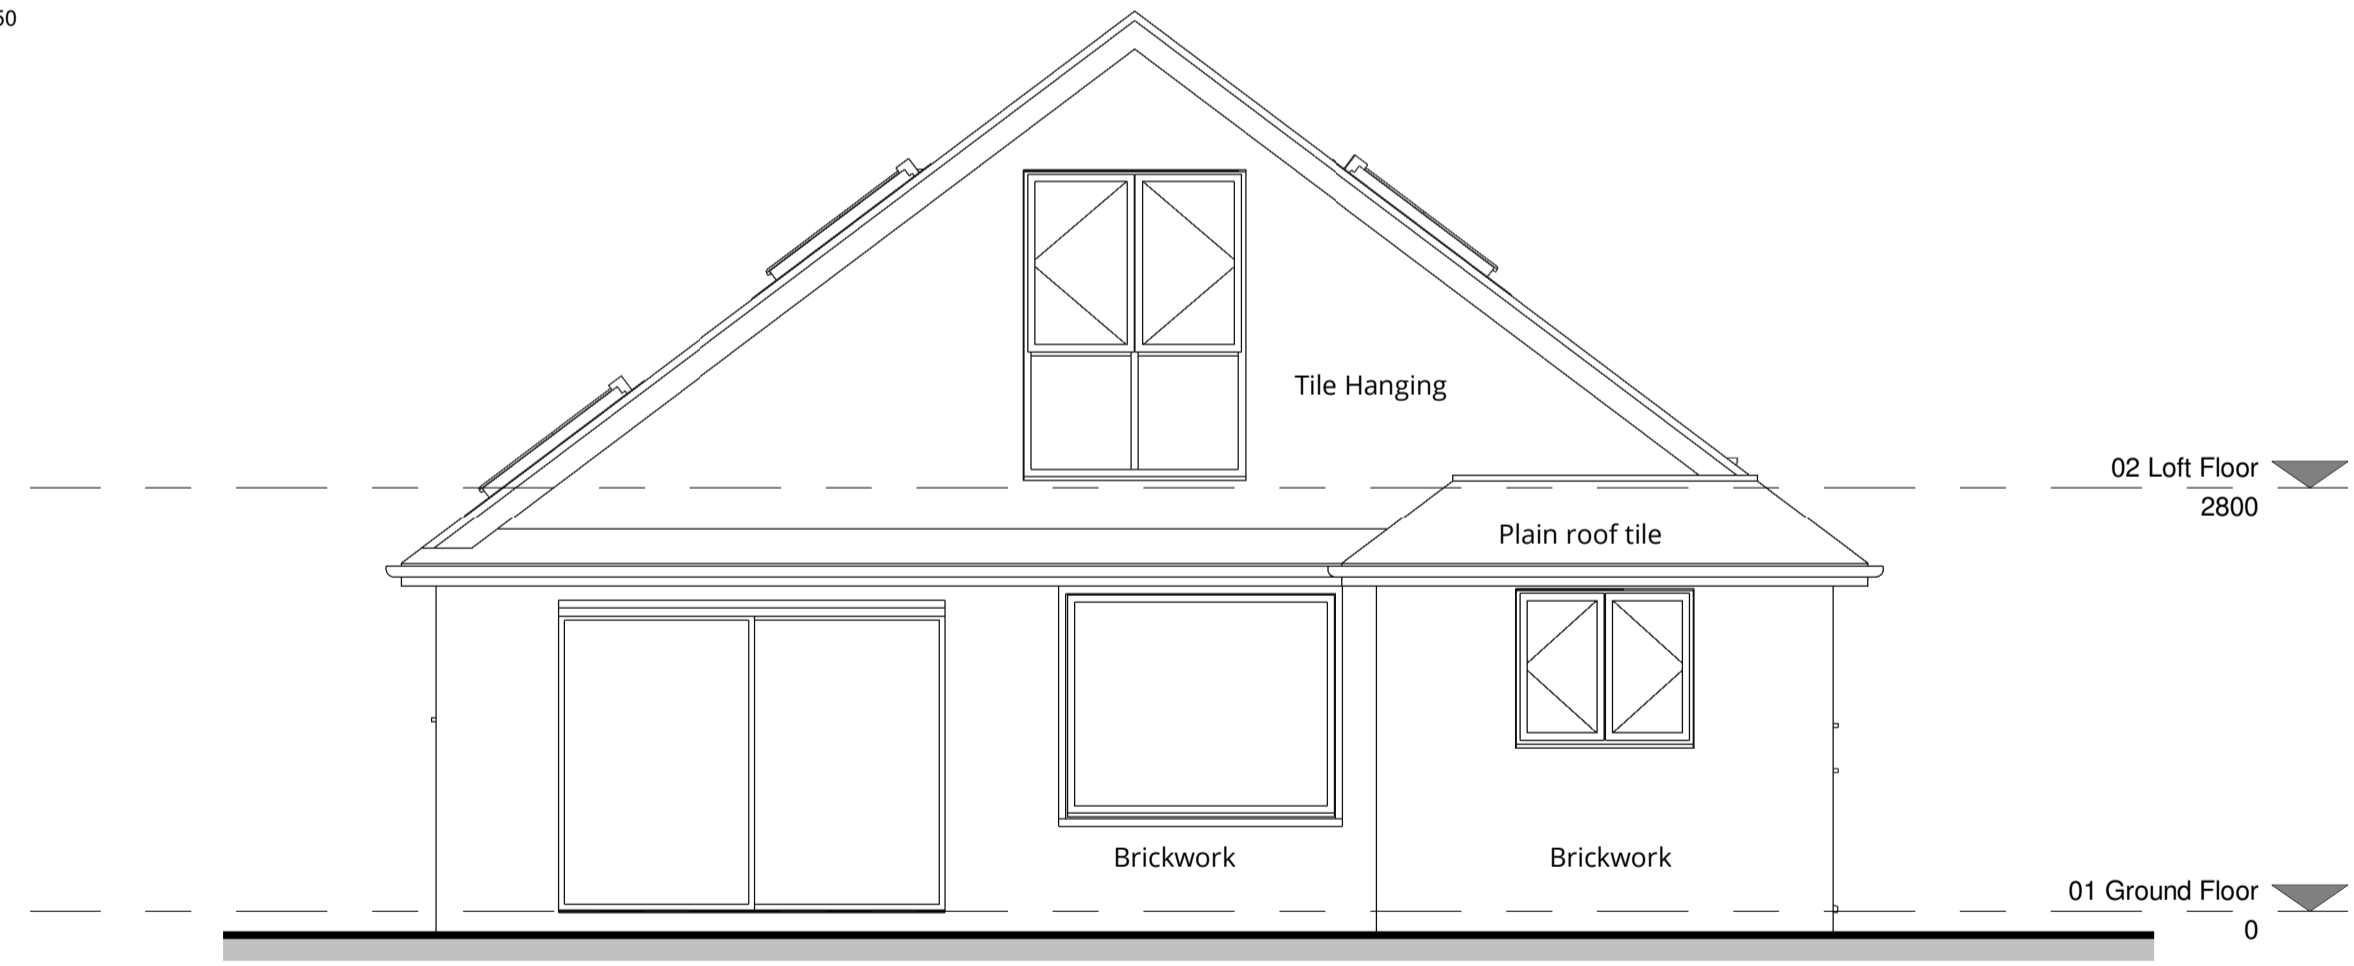 Tile Hanging
02 Loft Floor
2800
Plain roof tile
Brickwork
Brickwork
01 Ground Floor
0